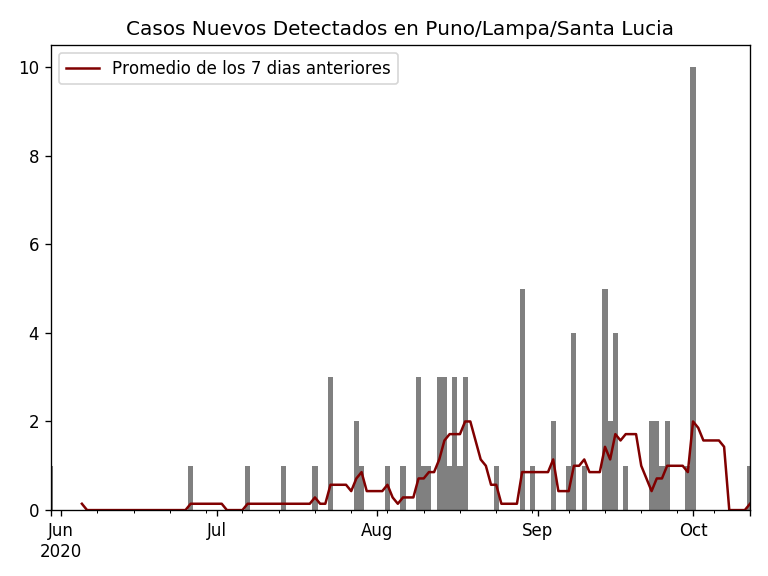 Casos Nuevos Detectados en Puno/Lampa/Santa Lucia
Promedio de los 7 dias anteriores
10
8
6
4
2
0
Jun Jul Aug Sep Oct
2020